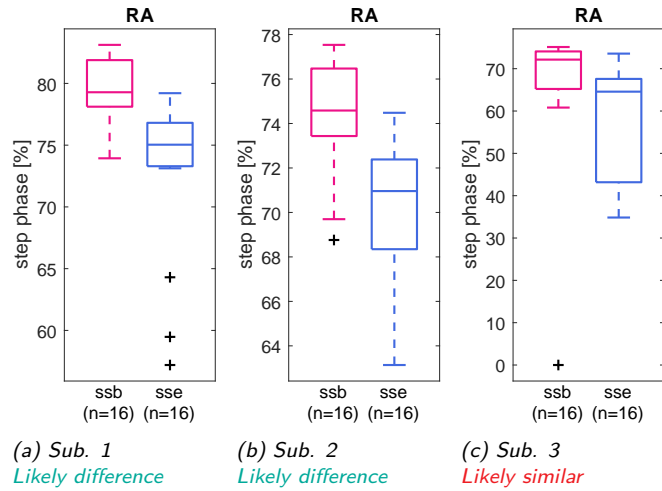 RA
step phase [%]
80
75
70
65
60
ssb
(n=16)
sse
(n=16)
(a) Sub. 1
Likely difference
RA
step phase [%]
78
76
74
72
70
68
66
64
ssb
(n=16)
sse
(n=16)
(b) Sub. 2
Likely difference
RA
step phase [%]
70
60
50
40
30
20
10
0
ssb
(n=16)
sse
(n=16)
(c) Sub. 3
Likely similar